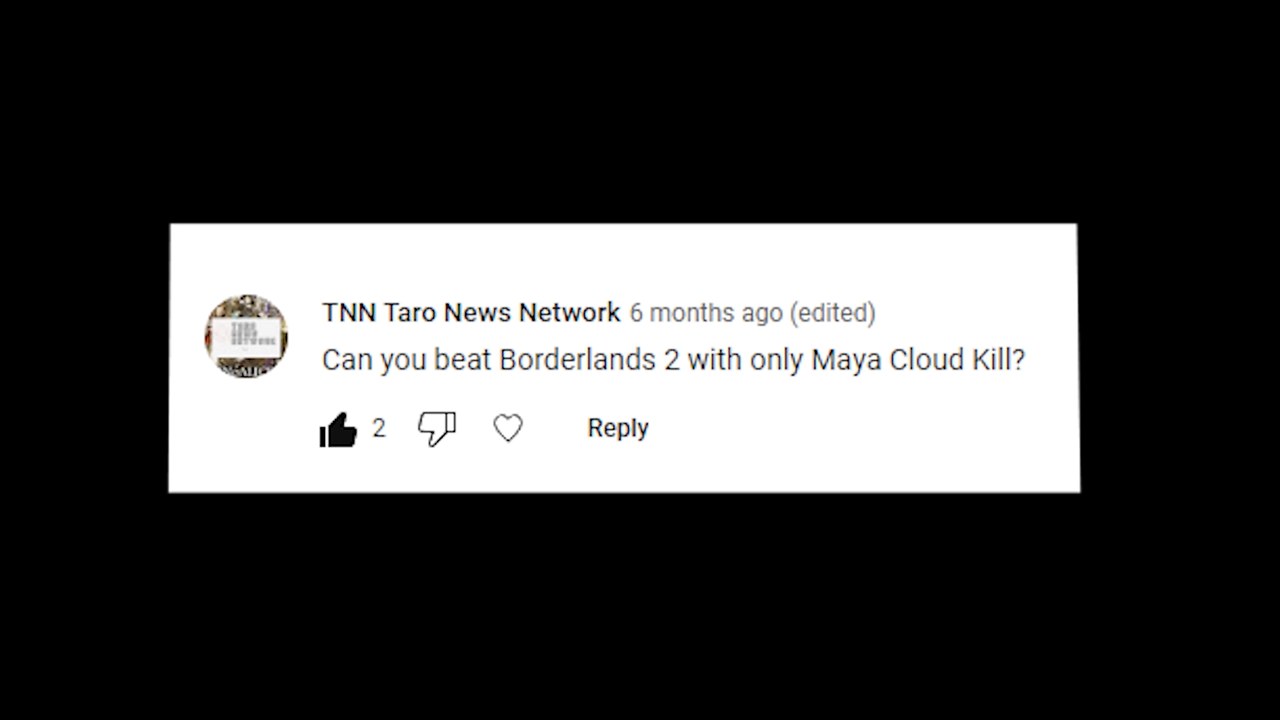 TNN Taro News Network 6 months ago (edited)
Can you beat Borderlands 2 with only Maya Cloud Kill?
2 Reply